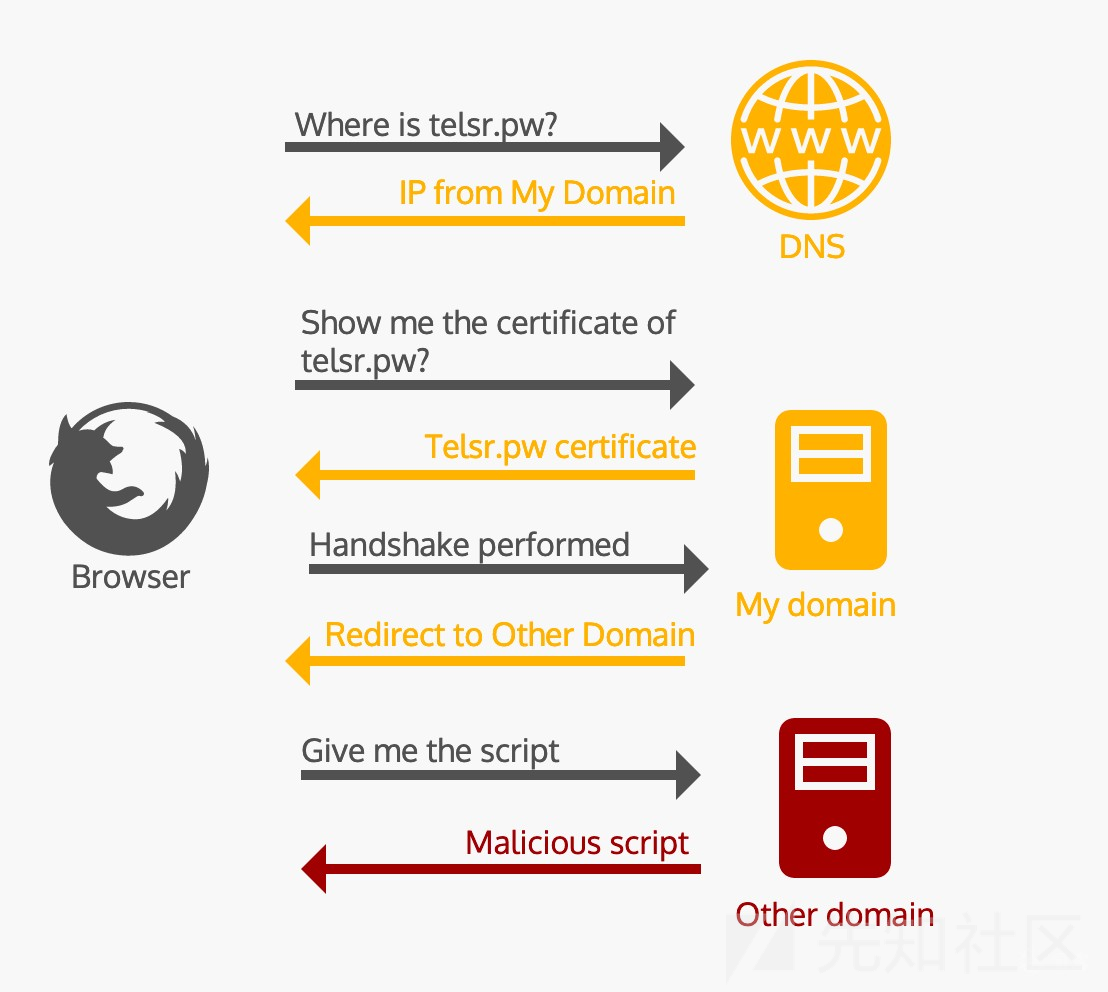 Where is telsr.pw?
WWW
IP from My Domain
DNS
Show me the certificate of
telsr.pw?
Telsr.pw certificate
Handshake performed
Browser
My domain
Redirect to Other Domain
Give me the script
Malicious script
Other domain
先知社区